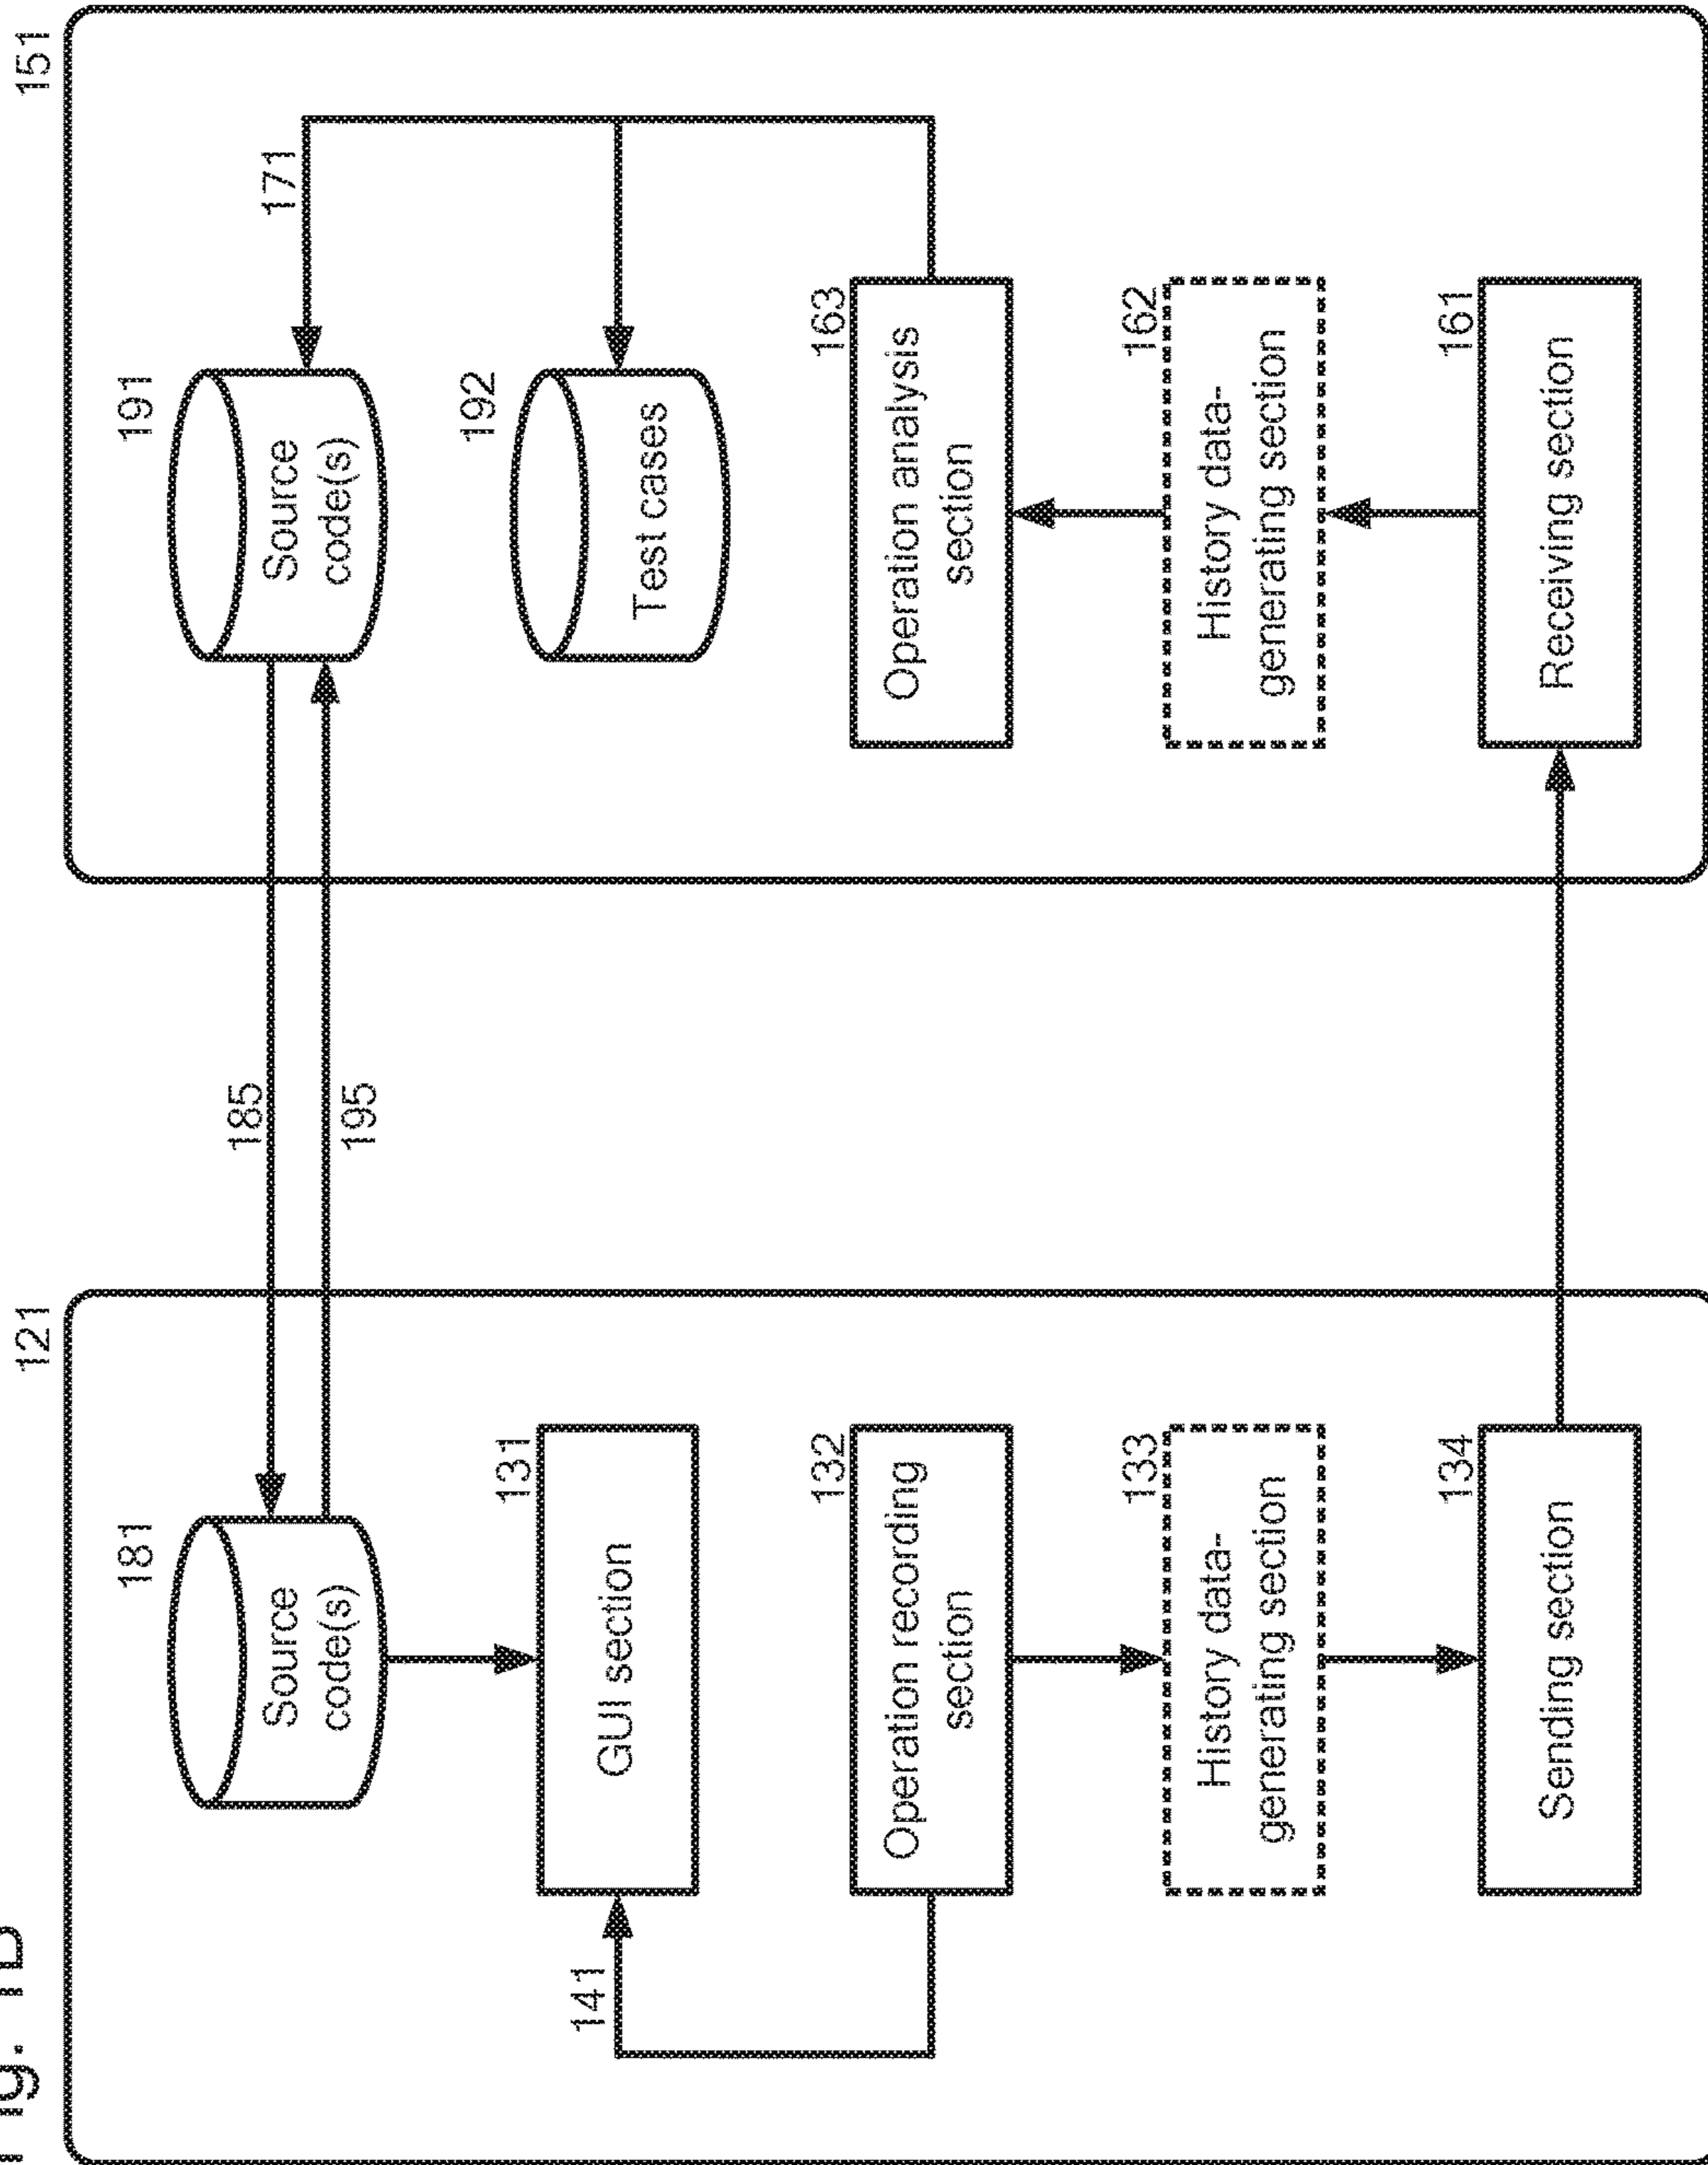 Fig. 1B
121
181
Source
code(s)
131
GUI section
141
132
Operation recording
section
133
History data-
generating section
134
Sending section
185
195
151
191
Source
code(s)
171
192
Test cases
163
Operation analysis
section
162
History data-
generating section
161
Receiving section